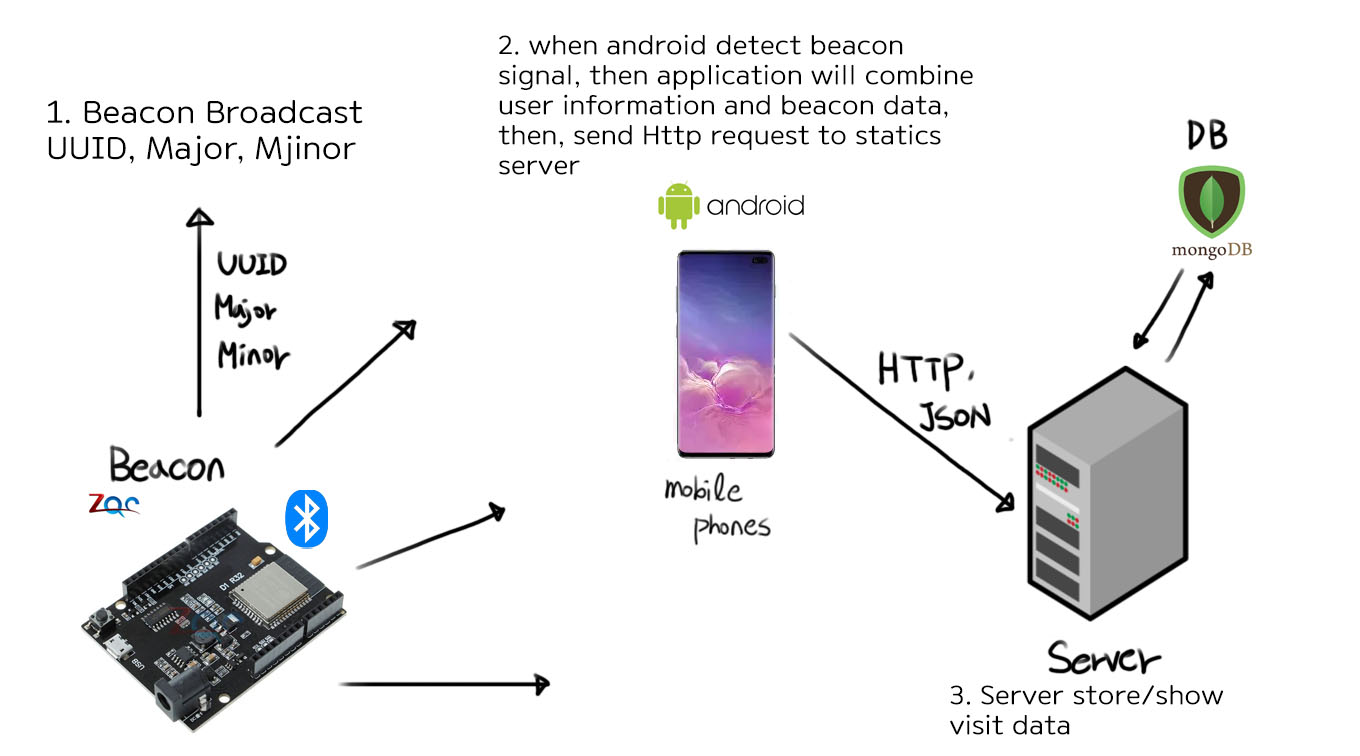 1. Beacon Broadcast
UUID, Major, Mjinor
2. when android detect beacon
signal, then application will combine
user information and beacon data,
then, send Http request to statics
server
android
DB
mongoDB
UUID
Major
Minor
HTTP,
JSON
Beacon
ZQC
mobile
phones
D1 R32
USB
Server
3. Server store/show
visit data